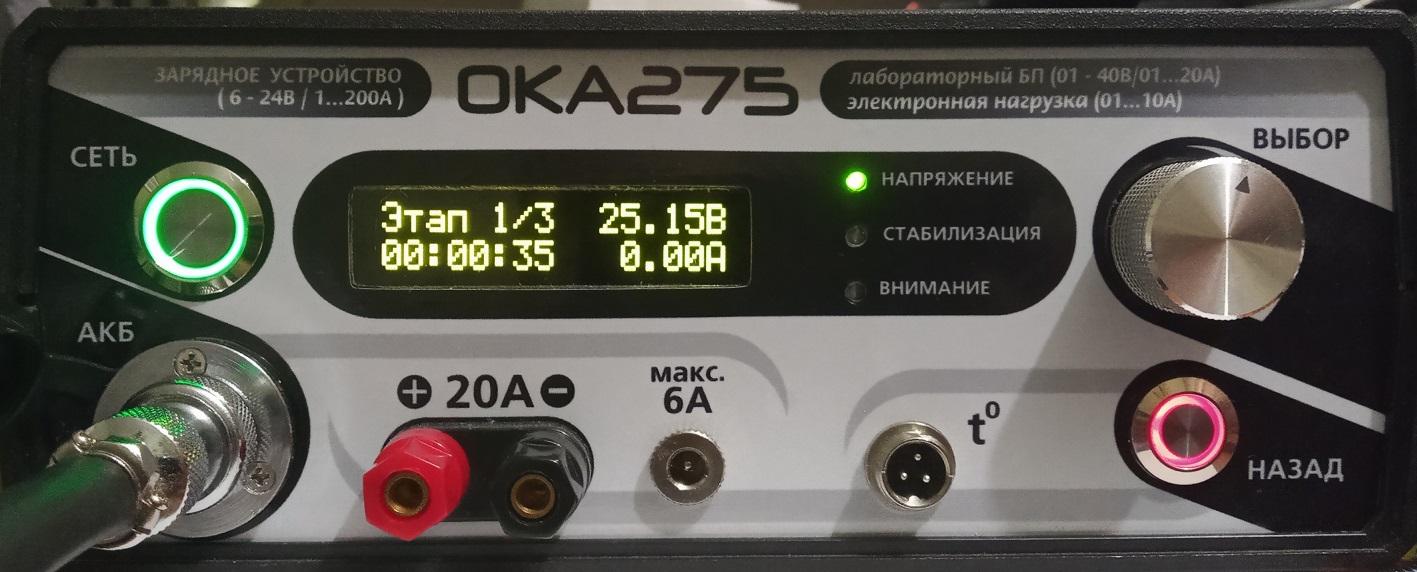 ЗАРЯДНОЕ УСТРОЙСТВО
( 6 - 24В / 1...200А )
ОКА275
лабораторный БП (01 - 40В/01...20А)
электронная нагрузка (01...10А)
СЕТЬ
ВЫБОР
Этап 1/3 25.15В
00:00:35 0.00А
НАПРЯЖЕНИЕ
СТАБИЛИЗАЦИЯ
ВНИМАНИЕ
АКБ
+ 20А −
макс.
6А
t⁰
НАЗАД